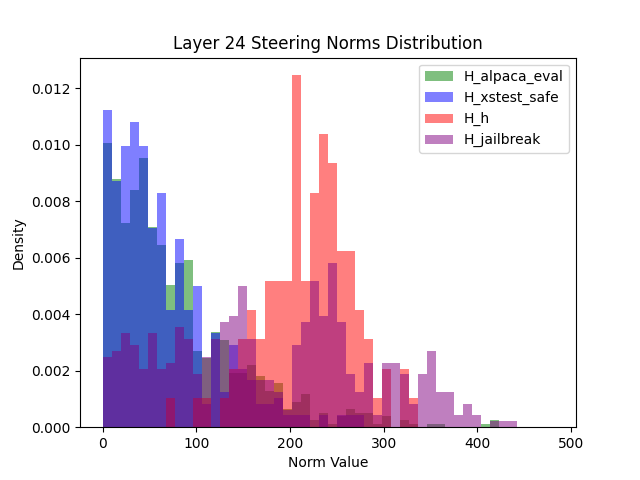 Layer 24 Steering Norms Distribution
H_alpaca_eval
H_xstest_safe
H_h
H_jailbreak
0.012
0.010
0.008
0.006
0.004
0.002
0.000
Density
0 100 200 300 400 500
Norm Value